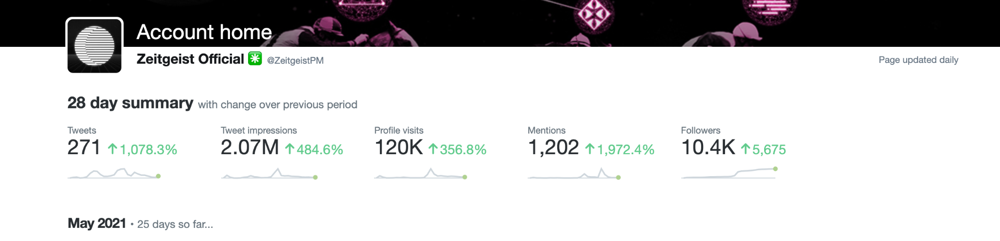 Account home
Zeitgeist Official ✳️ @ZeitgeistPM
Page updated daily
28 day summary with change over previous period
Tweets Tweet impressions Profile visits Mentions Followers
271 ↑1,078.3% 2.07M ↑484.6% 120K ↑356.8% 1,202 ↑1,972.4% 10.4K ↑5,675
May 2021 • 25 days so far...